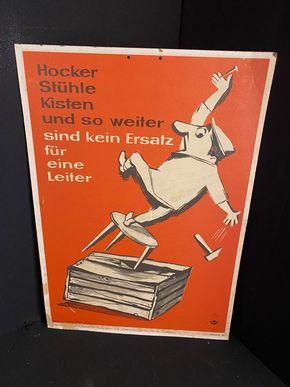 Hocker
Stühle
Kisten
und so weiter
sind kein Ersatz
für
eine
Leiter